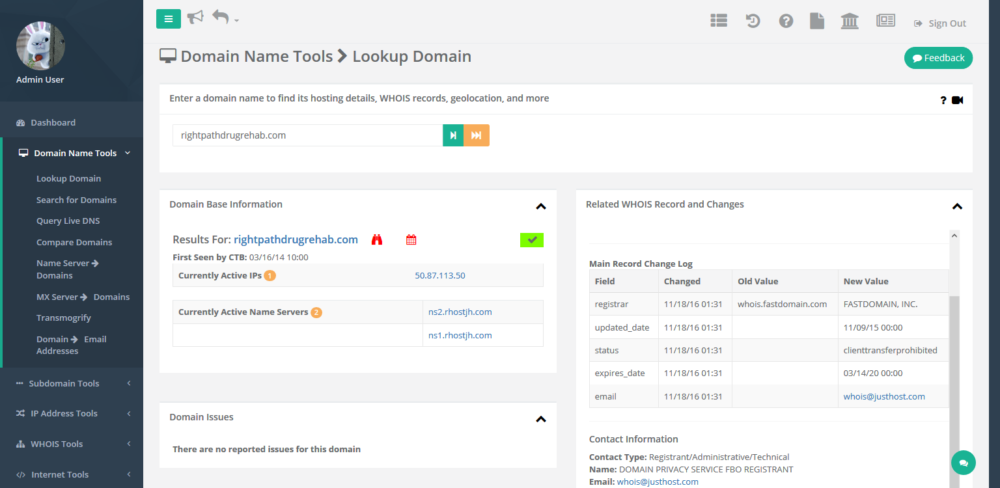 Sign Out
Admin User
Domain Name Tools Lookup Domain
Feedback
Enter a domain name to find its hosting details, WHOIS records, geolocation, and more
?
rightpathdrugrehab.com
Dashboard
Domain Name Tools
Lookup Domain
Search for Domains
Query Live DNS
Compare Domains
Name Server
Domains
MX Server Domains
Transmogrify
Domain Email
Addresses
Subdomain Tools
IP Address Tools
WHOIS Tools
Internet Tools
Domain Base Information
Results For: rightpathdrugrehab.com
First Seen by CTB: 03/16/14 10:00
Currently Active IPs 1 50.87.113.50
Currently Active Name Servers 2 ns2.rhostjh.com
ns1.rhostjh.com
Domain Issues
There are no reported issues for this domain
Related WHOIS Record and Changes
Main Record Change Log
Field Changed Old Value New Value
registrar 11/18/16 01:31 whois.fastdomain.com FASTDOMAIN, INC.
updated_date 11/18/16 01:31 11/09/15 00:00
status 11/18/16 01:31 clienttransferprohibited
expires_date 11/18/16 01:31 03/14/20 00:00
email 11/18/16 01:31 whois@justhost.com
Contact Information
Contact Type: Registrant/Administrative/Technical
Name: DOMAIN PRIVACY SERVICE FBO REGISTRANT
Email: whois@justhost.com